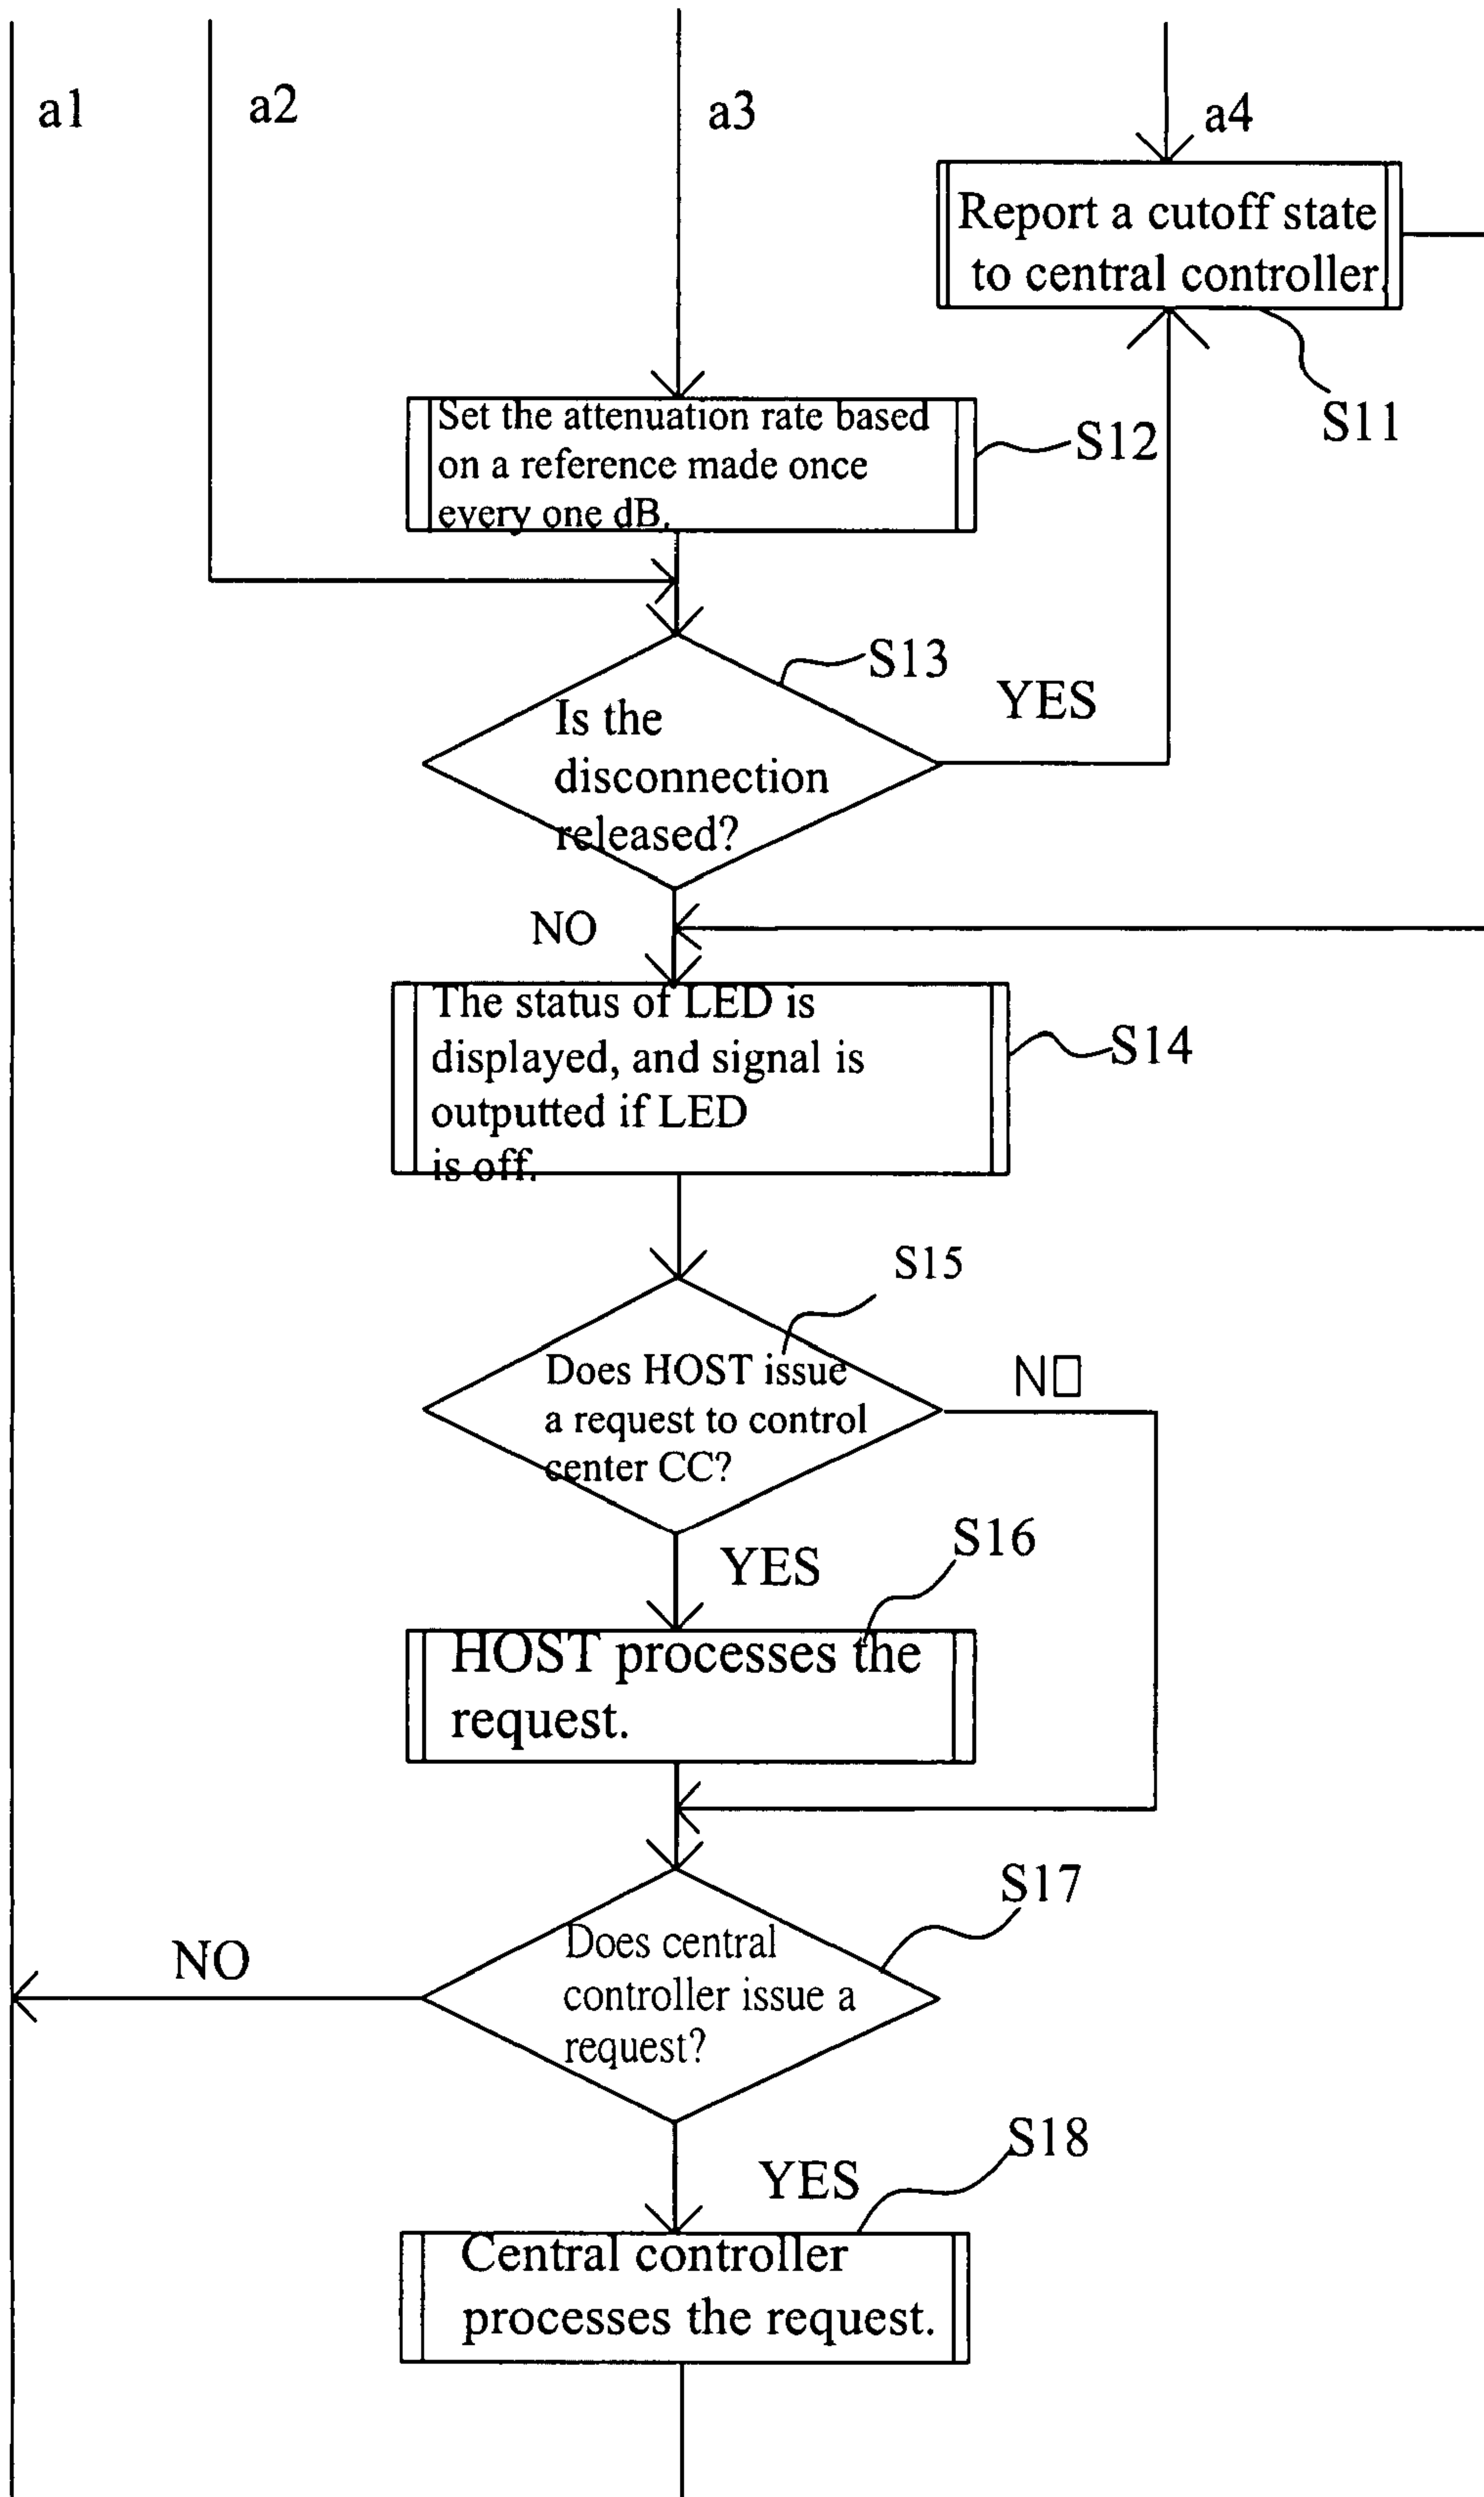 a1
a2
a3
a4
Report a cutoff state
to central controller.
S11
Set the attenuation rate based
on a reference made once
every one dB.
S12
S13
Is the
disconnection
released?
YES
NO
The status of LED is
displayed, and signal is
outputted if LED
is off.
S14
S15
Does HOST issue
a request to control
center CC?
NO
YES
S16
HOST processes the
request.
S17
Does central
controller issue a
request?
NO
YES
S18
Central controller
processes the request.